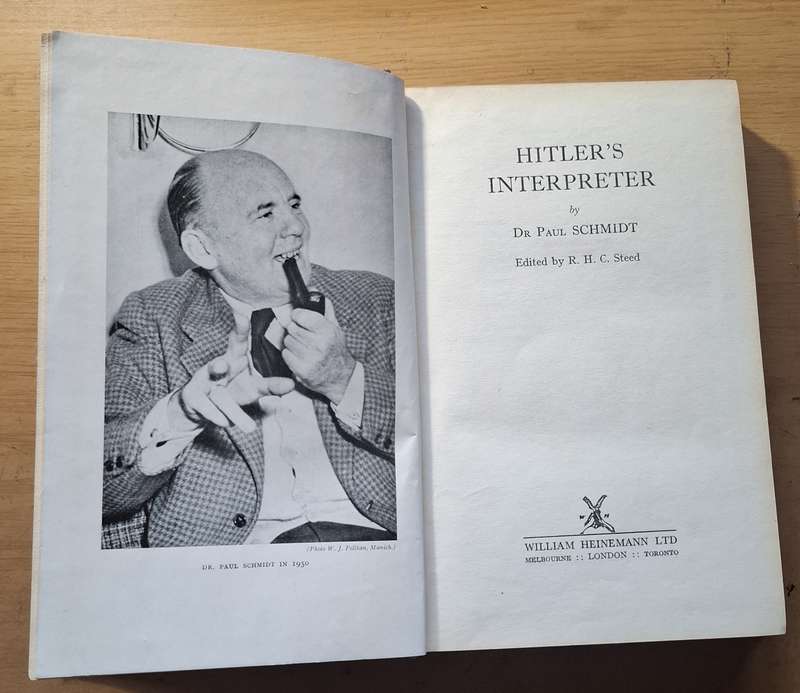 (Photo W. J. Pilltan, Munich.)
DR. PAUL SCHMIDT IN 1950
HITLER'S
INTERPRETER
by
DR PAUL SCHMIDT
Edited by R. H. C. Steed
W H
WILLIAM HEINEMANN LTD
MELBOURNE :: LONDON :: TORONTO